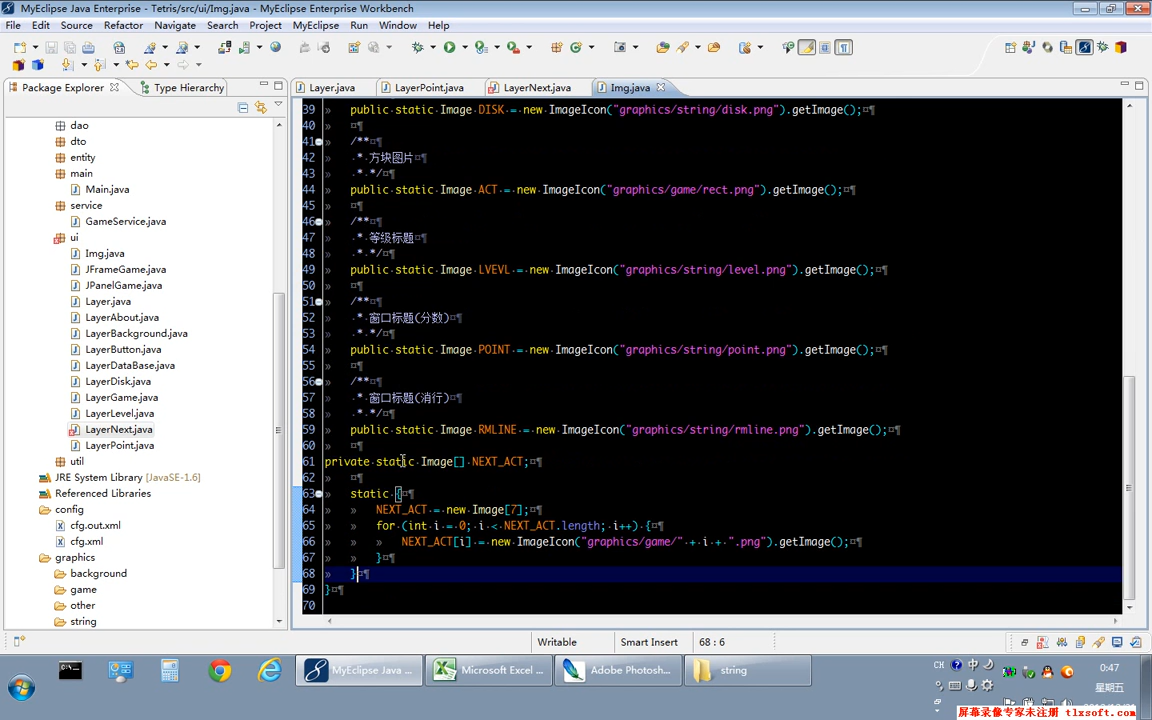 MyEclipse Java Enterprise - Tetris/src/ui/Img.java - MyEclipse Enterprise Workbench
File Edit Source Refactor Navigate Search Project MyEclipse Run Window Help
Package Explorer Type Hierarchy
Layer.java LayerPoint.java LayerNext.java Img.java
dao
dto
entity
main
Main.java
service
GameService.java
ui
Img.java
JFrameGame.java
JPanelGame.java
Layer.java
LayerAbout.java
LayerBackground.java
LayerButton.java
LayerDataBase.java
LayerDisk.java
LayerGame.java
LayerLevel.java
LayerNext.java
LayerPoint.java
util
JRE System Library [JavaSE-1.6]
Referenced Libraries
config
cfg.out.xml
cfg.xml
graphics
background
game
other
string
39 public static Image DISK = new ImageIcon("graphics/string/disk.png").getImage();
40
41 /**
42 * 方块图片
43 * */
44 public static Image ACT = new ImageIcon("graphics/game/rect.png").getImage();
45
46 /**
47 * 等级标题
48 * */
49 public static Image LVEVL = new ImageIcon("graphics/string/level.png").getImage();
50
51 /**
52 * 窗口标题(分数)
53 * */
54 public static Image POINT = new ImageIcon("graphics/string/point.png").getImage();
55
56 /**
57 * 窗口标题(消行)
58 * */
59 public static Image RMLINE = new ImageIcon("graphics/string/rmline.png").getImage();
60
61 private static Image[] NEXT_ACT;
62
63 static {
64 NEXT_ACT = new Image[7];
65 for (int i = 0; i < NEXT_ACT.length; i++) {
66 NEXT_ACT[i] = new ImageIcon("graphics/game/" + i + ".png").getImage();
67 }
68 }
69 }
70
Writable Smart Insert 68 : 6
MyEclipse Java ... Microsoft Excel ... Adobe Photosh... string
CH 中 0:47
星期五
屏幕录像专家未注册 tlxsoft.com